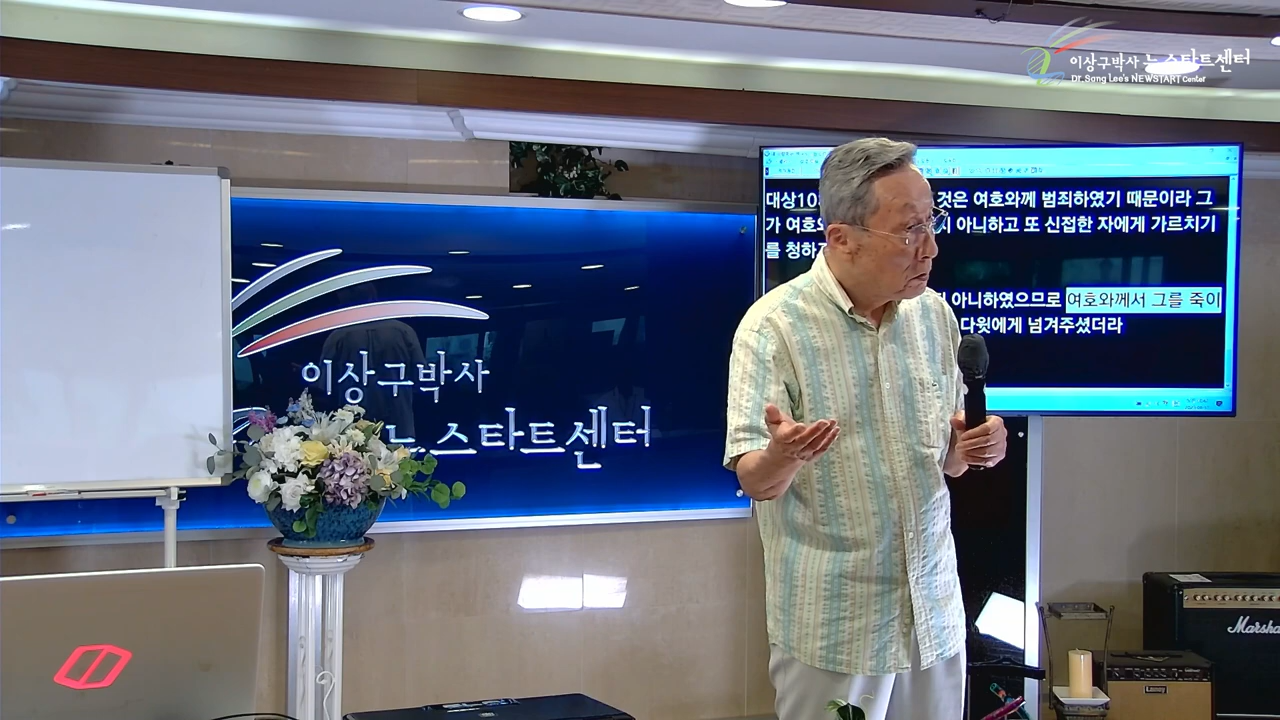 이상구박사 뉴스타트센터
Dr. Sang Lee's NEWSTART Center
대상10 것은 여호와께 범죄하였기 때문이라 그
가 여호와 지 아니하고 또 신접한 자에게 가르치기
를 청하고
아니하였으므로 여호와께서 그를 죽이
다윗에게 넘겨주셨더라
이상구박사
뉴스타트센터
Marsha
Laney